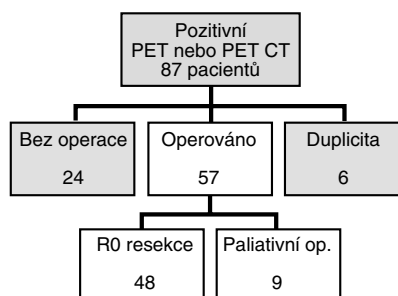 Pozitivní
PET nebo PET CT
87 pacientů
Bez operace
24
Operováno
57
Duplicita
6
R0 resekce
48
Paliativní op.
9